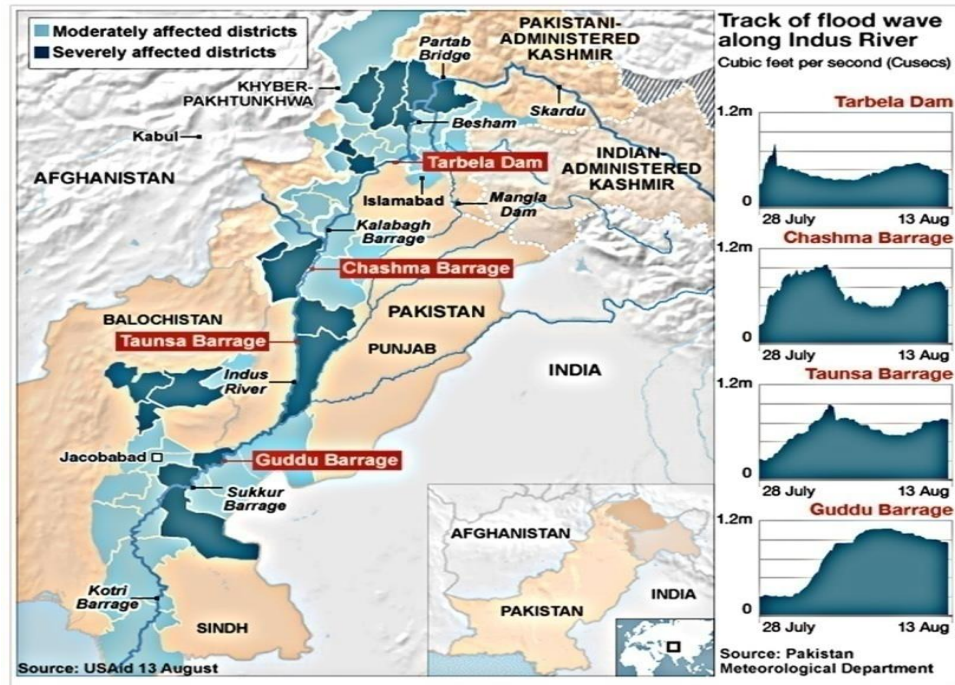 Moderately affected districts
Severely affected districts
PAKISTANI-
ADMINISTERED
KASHMIR
Partab
Bridge
KHYBER-
PAKHTUNKHWA
Skardu
Besham
Kabul
Tarbela Dam
INDIAN-
ADMINISTERED
KASHMIR
AFGHANISTAN
Islamabad
Mangla
Dam
Kalabagh
Barrage
Chashma Barrage
BALOCHISTAN
PAKISTAN
Taunsa Barrage
PUNJAB
Indus
River
INDIA
Jacobabad
Guddu Barrage
Sukkur
Barrage
Kotri
Barrage
SINDH
Source: USAid 13 August
AFGHANISTAN
PAKISTAN
INDIA
Track of flood wave
along Indus River
Cubic feet per second (Cusecs)
Tarbela Dam
1.2m
0
28 July 13 Aug
Chashma Barrage
1.2m
0
28 July 13 Aug
Taunsa Barrage
1.2m
0
28 July 13 Aug
Guddu Barrage
1.2m
0
28 July 13 Aug
Source: Pakistan
Meteorological Department